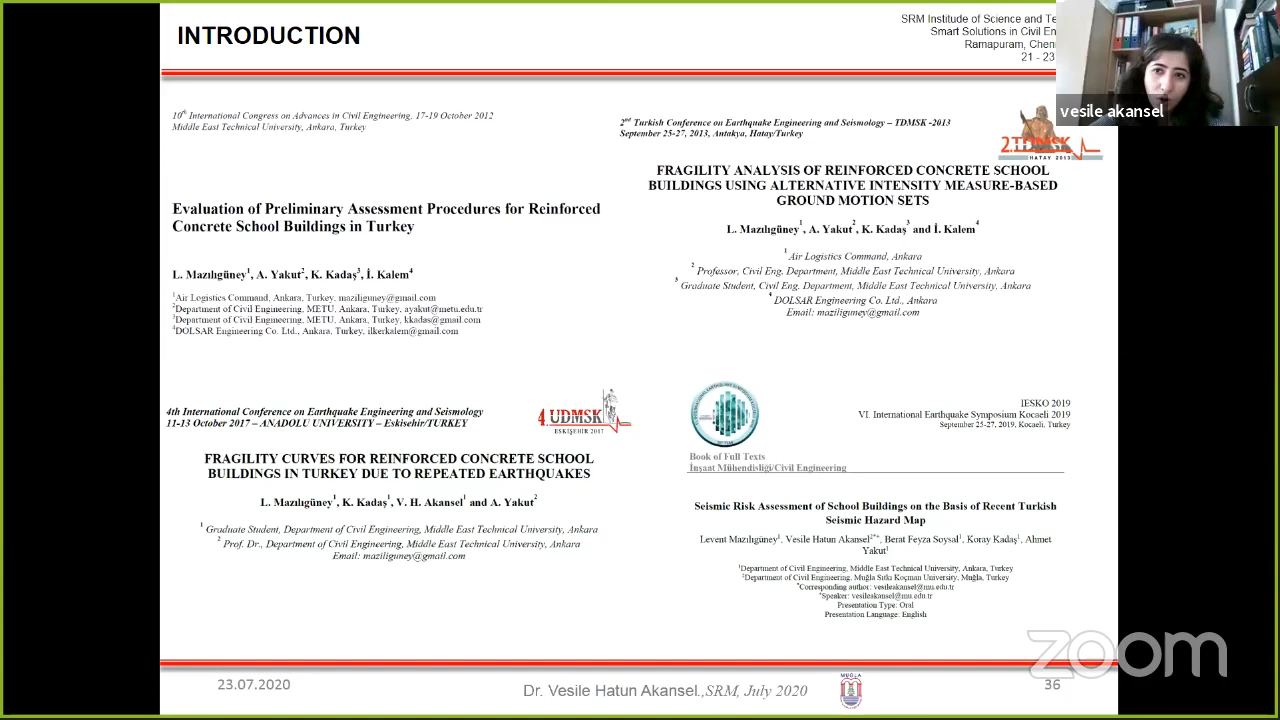 INTRODUCTION
SRM Institude of Science and Te
Smart Solutions in Civil En
Ramapuram, Chen
21 - 23
vesile akansel
10th International Congress on Advances in Civil Engineering, 17-19 October 2012
Middle East Technical University, Ankara, Turkey
Evaluation of Preliminary Assessment Procedures for Reinforced
Concrete School Buildings in Turkey
L. Mazılıgüney1, A. Yakut2, K. Kadaş3, İ. Kalem4
1Air Logistics Command, Ankara, Turkey, maziliguney@gmail.com
2Department of Civil Engineering, METU, Ankara, Turkey, ayakut@metu.edu.tr
3Department of Civil Engineering, METU, Ankara, Turkey, kkadas@gmail.com
4DOLSAR Engineering Co. Ltd., Ankara, Turkey, ilkerkalem@gmail.com
2nd Turkish Conference on Earthquake Engineering and Seismology – TDMSK -2013
September 25-27, 2013, Antakya, Hatay/Turkey
2.TDMSK
HATAY 2013
FRAGILITY ANALYSIS OF REINFORCED CONCRETE SCHOOL
BUILDINGS USING ALTERNATIVE INTENSITY MEASURE-BASED
GROUND MOTION SETS
L. Mazılıgüney1, A. Yakut2, K. Kadaş3 and İ. Kalem4
1 Air Logistics Command, Ankara
2 Professor, Civil Eng. Department, Middle East Technical University, Ankara
3 Graduate Student, Civil Eng. Department, Middle East Technical University, Ankara
4 DOLSAR Engineering Co. Ltd., Ankara
Email: maziliguney@gmail.com
4th International Conference on Earthquake Engineering and Seismology
11-13 October 2017 – ANADOLU UNIVERSITY – Eskisehir/TURKEY
4.UDMSK
ESKİŞEHİR 2017
FRAGILITY CURVES FOR REINFORCED CONCRETE SCHOOL
BUILDINGS IN TURKEY DUE TO REPEATED EARTHQUAKES
L. Mazılıgüney1, K. Kadaş1, V. H. Akansel1 and A. Yakut2
1 Graduate Student, Department of Civil Engineering, Middle East Technical University, Ankara
2 Prof. Dr., Department of Civil Engineering, Middle East Technical University, Ankara
Email: maziliguney@gmail.com
IESKO 2019
VI. International Earthquake Symposium Kocaeli 2019
September 25-27, 2019, Kocaeli, Turkey
Book of Full Texts
İnşaat Mühendisliği/Civil Engineering
Seismic Risk Assessment of School Buildings on the Basis of Recent Turkish
Seismic Hazard Map
Levent Mazılıgüney1, Vesile Hatun Akansel2*+, Berat Feyza Soysal1, Koray Kadaş1, Ahmet
Yakut1
1Department of Civil Engineering, Middle East Technical University, Ankara, Turkey
2Department of Civil Engineering, Muğla Sıtkı Koçman University, Muğla, Turkey
*Corresponding author: vesileakansel@mu.edu.tr
+Speaker: vesileakansel@mu.edu.tr
Presentation Type: Oral
Presentation Language: English
zoom
23.07.2020
Dr. Vesile Hatun Akansel.,SRM, July 2020
MUĞLA
36